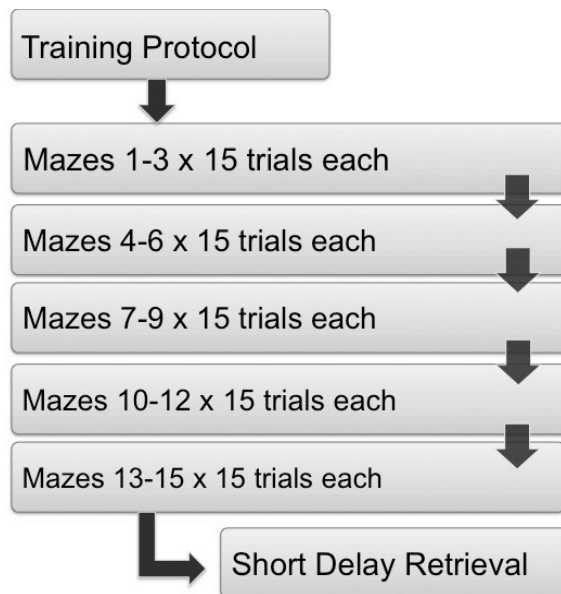 Training Protocol
Mazes 1-3 x 15 trials each
Mazes 4-6 x 15 trials each
Mazes 7-9 x 15 trials each
Mazes 10-12 x 15 trials each
Mazes 13-15 x 15 trials each
Short Delay Retrieval